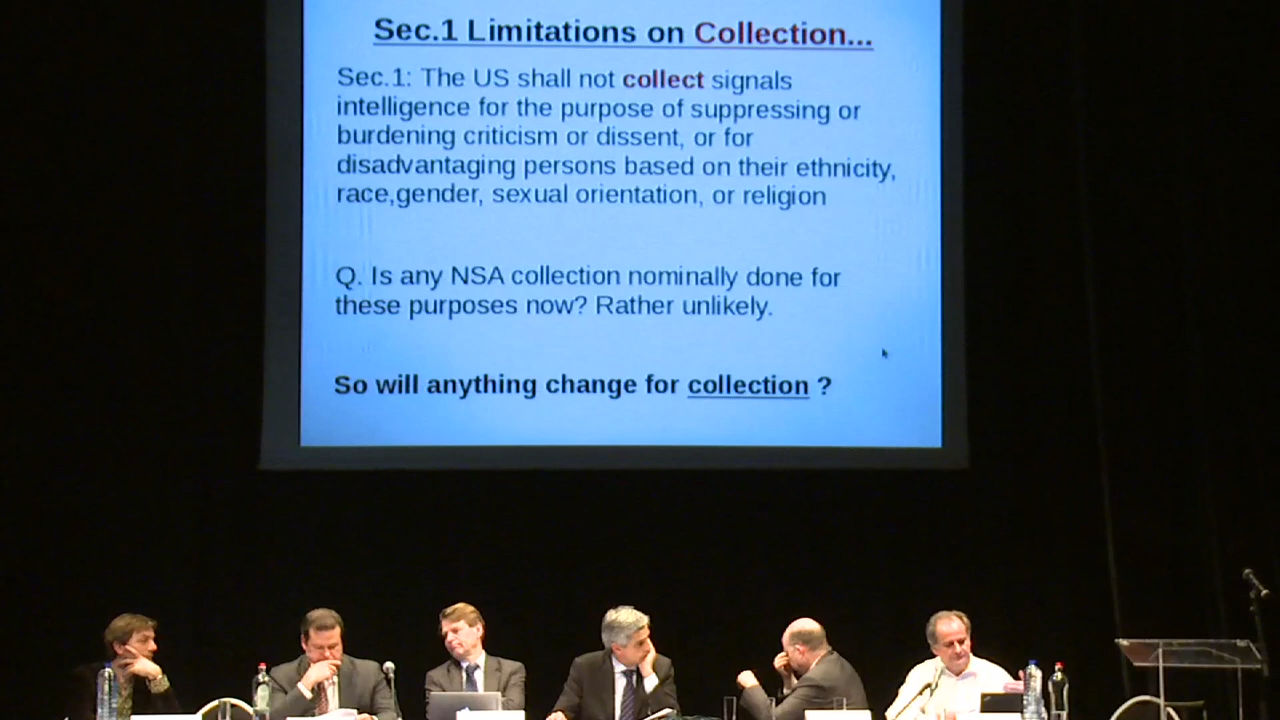 Sec.1 Limitations on Collection...
Sec.1: The US shall not collect signals
intelligence for the purpose of suppressing or
burdening criticism or dissent, or for
disadvantaging persons based on their ethnicity,
race,gender, sexual orientation, or religion
Q. Is any NSA collection nominally done for
these purposes now? Rather unlikely.
So will anything change for collection ?